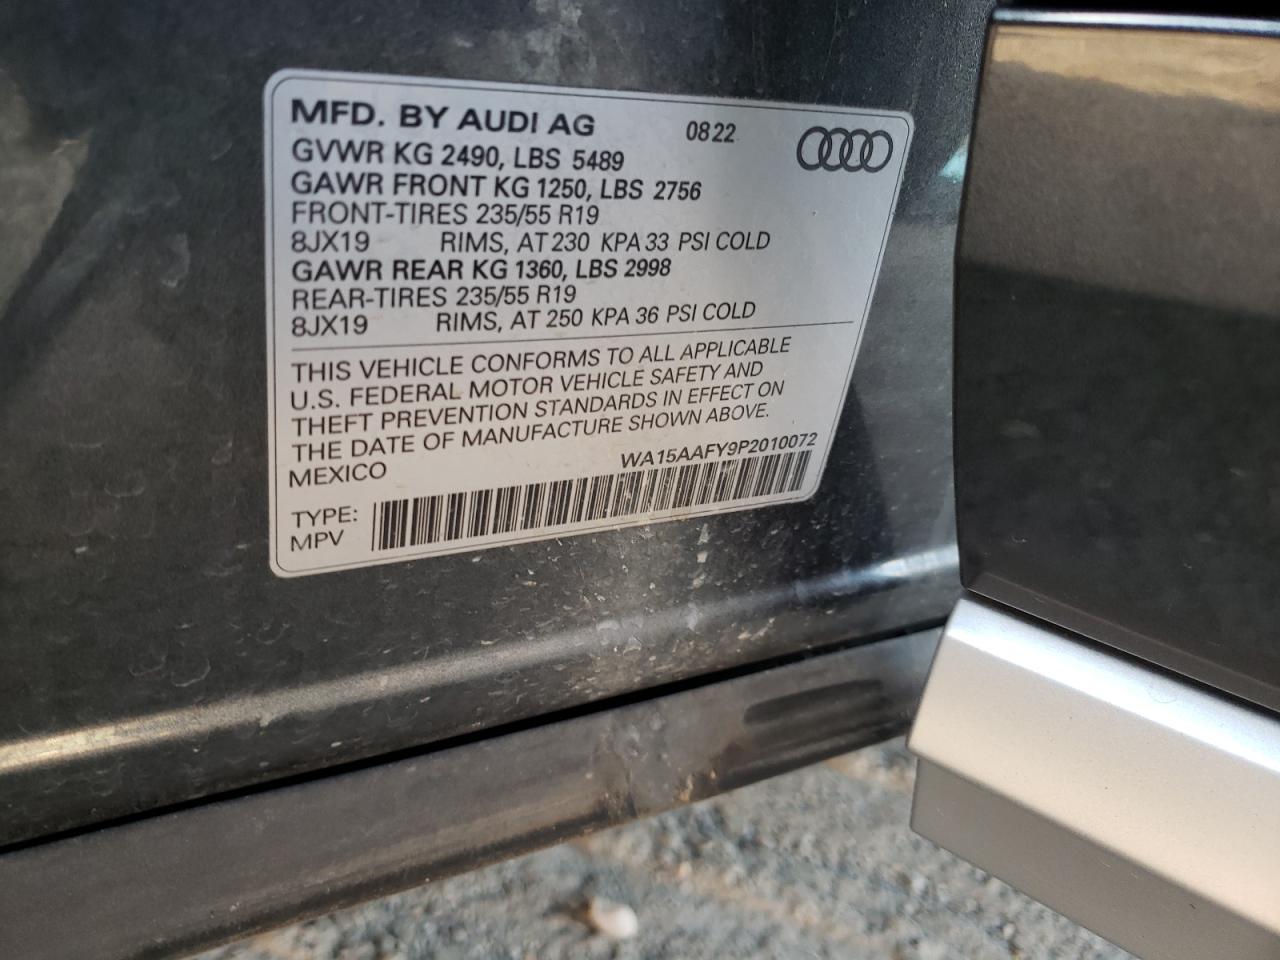 MFD. BY AUDI AG 0822
GVWR KG 2490, LBS 5489
GAWR FRONT KG 1250, LBS 2756
FRONT-TIRES 235/55 R19
8JX19 RIMS, AT 230 KPA 33 PSI COLD
GAWR REAR KG 1360, LBS 2998
REAR-TIRES 235/55 R19
8JX19 RIMS, AT 250 KPA 36 PSI COLD
THIS VEHICLE CONFORMS TO ALL APPLICABLE
U.S. FEDERAL MOTOR VEHICLE SAFETY AND
THEFT PREVENTION STANDARDS IN EFFECT ON
THE DATE OF MANUFACTURE SHOWN ABOVE.
MEXICO WA15AAFY9P2010072
TYPE:
MPV